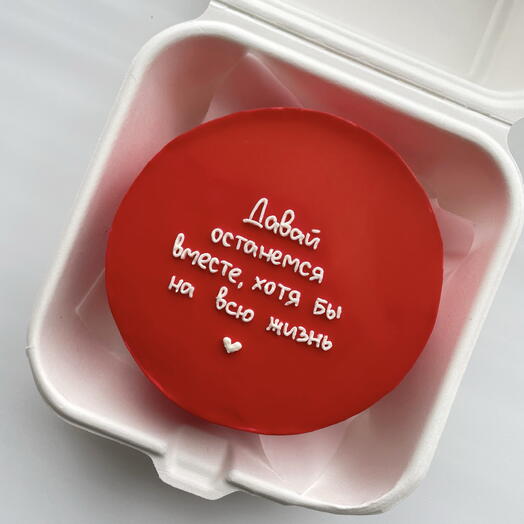 Давай
останемся
вместе, хотя бы
на всю жизнь